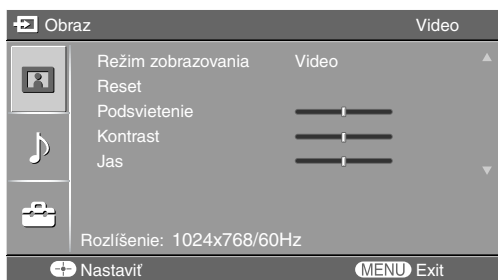 Obraz Video
Režim zobrazovania Video
Reset
Podsvietenie
Kontrast
Jas
Rozlíšenie: 1024x768/60Hz
Nastaviť MENU Exit